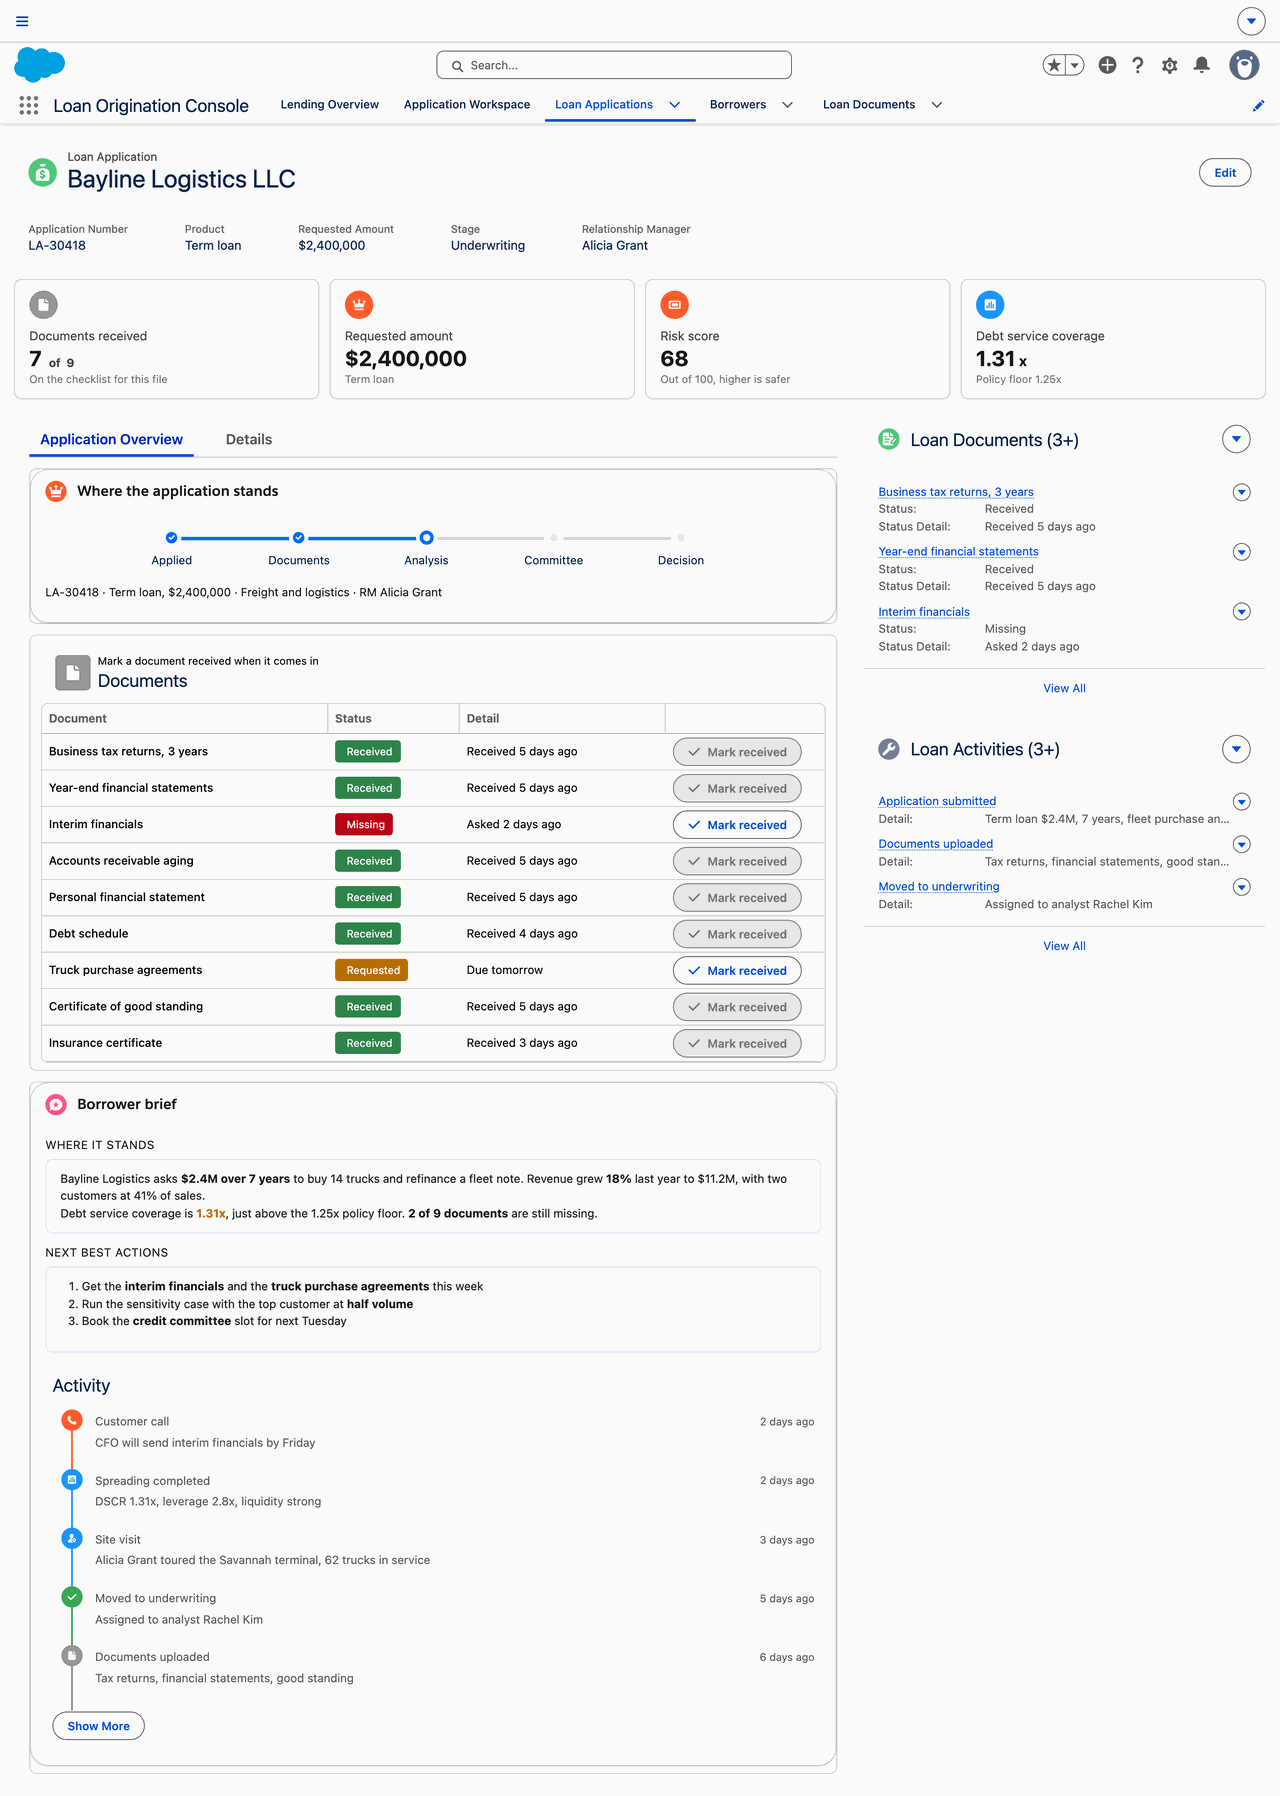 Search...
Loan Origination Console
Lending Overview
Application Workspace
Loan Applications
Borrowers
Loan Documents
Loan Application
Bayline Logistics LLC
Edit
Application Number
LA-30418
Product
Term loan
Requested Amount
$2,400,000
Stage
Underwriting
Relationship Manager
Alicia Grant
Documents received
7 of 9
On the checklist for this file
Requested amount
$2,400,000
Term loan
Risk score
68
Out of 100, higher is safer
Debt service coverage
1.31 x
Policy floor 1.25x
Application Overview
Details
Where the application stands
Applied
Documents
Analysis
Committee
Decision
LA-30418 · Term loan, $2,400,000 · Freight and logistics · RM Alicia Grant
Mark a document received when it comes in
Documents
Document Status Detail
Business tax returns, 3 years Received Received 5 days ago Mark received
Year-end financial statements Received Received 5 days ago Mark received
Interim financials Missing Asked 2 days ago Mark received
Accounts receivable aging Received Received 5 days ago Mark received
Personal financial statement Received Received 5 days ago Mark received
Debt schedule Received Received 4 days ago Mark received
Truck purchase agreements Requested Due tomorrow Mark received
Certificate of good standing Received Received 5 days ago Mark received
Insurance certificate Received Received 3 days ago Mark received
Borrower brief
WHERE IT STANDS
Bayline Logistics asks $2.4M over 7 years to buy 14 trucks and refinance a fleet note. Revenue grew 18% last year to $11.2M, with two
customers at 41% of sales.
Debt service coverage is 1.31x, just above the 1.25x policy floor. 2 of 9 documents are still missing.
NEXT BEST ACTIONS
1. Get the interim financials and the truck purchase agreements this week
2. Run the sensitivity case with the top customer at half volume
3. Book the credit committee slot for next Tuesday
Activity
Customer call 2 days ago
CFO will send interim financials by Friday
Spreading completed 2 days ago
DSCR 1.31x, leverage 2.8x, liquidity strong
Site visit 3 days ago
Alicia Grant toured the Savannah terminal, 62 trucks in service
Moved to underwriting 5 days ago
Assigned to analyst Rachel Kim
Documents uploaded 6 days ago
Tax returns, financial statements, good standing
Show More
Loan Documents (3+)
Business tax returns, 3 years
Status: Received
Status Detail: Received 5 days ago
Year-end financial statements
Status: Received
Status Detail: Received 5 days ago
Interim financials
Status: Missing
Status Detail: Asked 2 days ago
View All
Loan Activities (3+)
Application submitted
Detail: Term loan $2.4M, 7 years, fleet purchase an...
Documents uploaded
Detail: Tax returns, financial statements, good stan...
Moved to underwriting
Detail: Assigned to analyst Rachel Kim
View All